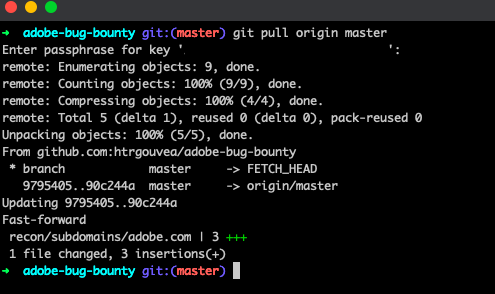 ➜  adobe-bug-bounty git:(master) git pull origin master
Enter passphrase for key '                          ':
remote: Enumerating objects: 9, done.
remote: Counting objects: 100% (9/9), done.
remote: Compressing objects: 100% (4/4), done.
remote: Total 5 (delta 1), reused 0 (delta 0), pack-reused 0
Unpacking objects: 100% (5/5), done.
From github.com:htrgouvea/adobe-bug-bounty
 * branch            master     -> FETCH_HEAD
   9795405..90c244a  master     -> origin/master
Updating 9795405..90c244a
Fast-forward
 recon/subdomains/adobe.com | 3 +++
 1 file changed, 3 insertions(+)
➜  adobe-bug-bounty git:(master)